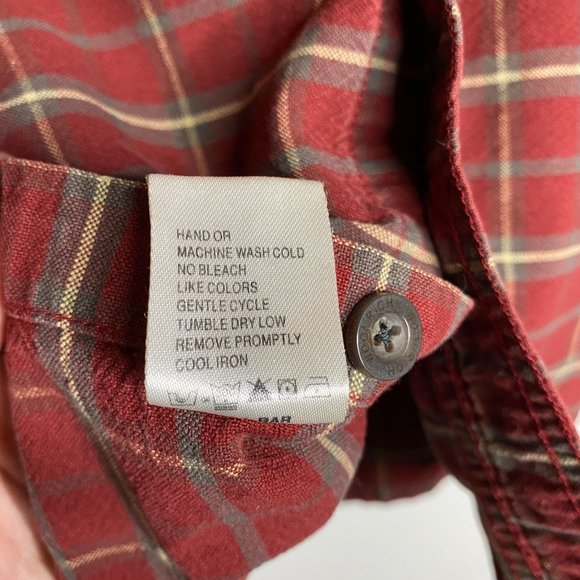 HAND OR
MACHINE WASH COLD
NO BLEACH
LIKE COLORS
GENTLE CYCLE
TUMBLE DRY LOW
REMOVE PROMPTLY
COOL IRON